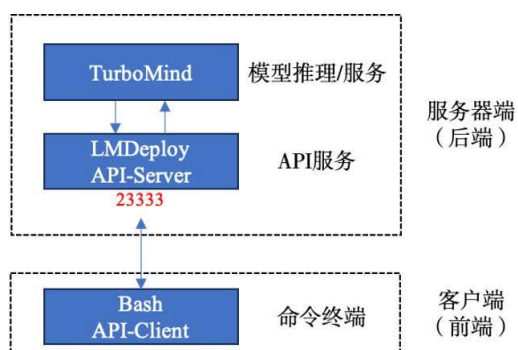 TurboMind
模型推理/服务
LMDeploy
API-Server
API服务
23333
服务器端
（后端）
Bash
API-Client
命令终端
客户端
（前端）